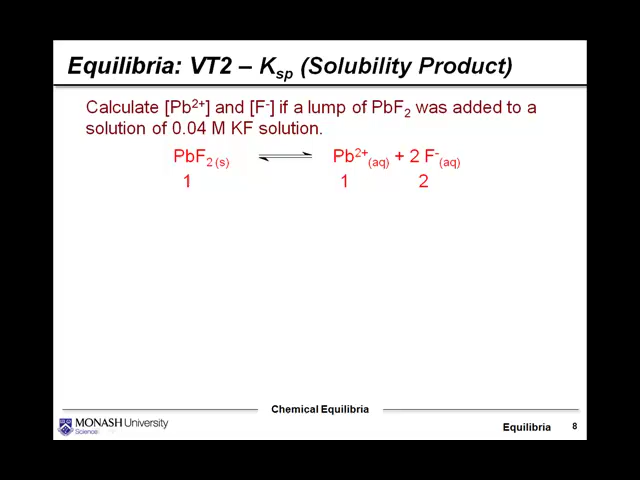 Equilibria: VT2 – Ksp (Solubility Product)
Calculate [Pb2+] and [F-] if a lump of PbF2 was added to a
solution of 0.04 M KF solution.
PbF2 (s) ⇌ Pb2+(aq) + 2 F-(aq)
1 1 2
Chemical Equilibria
MONASH University
Science
Equilibria 8